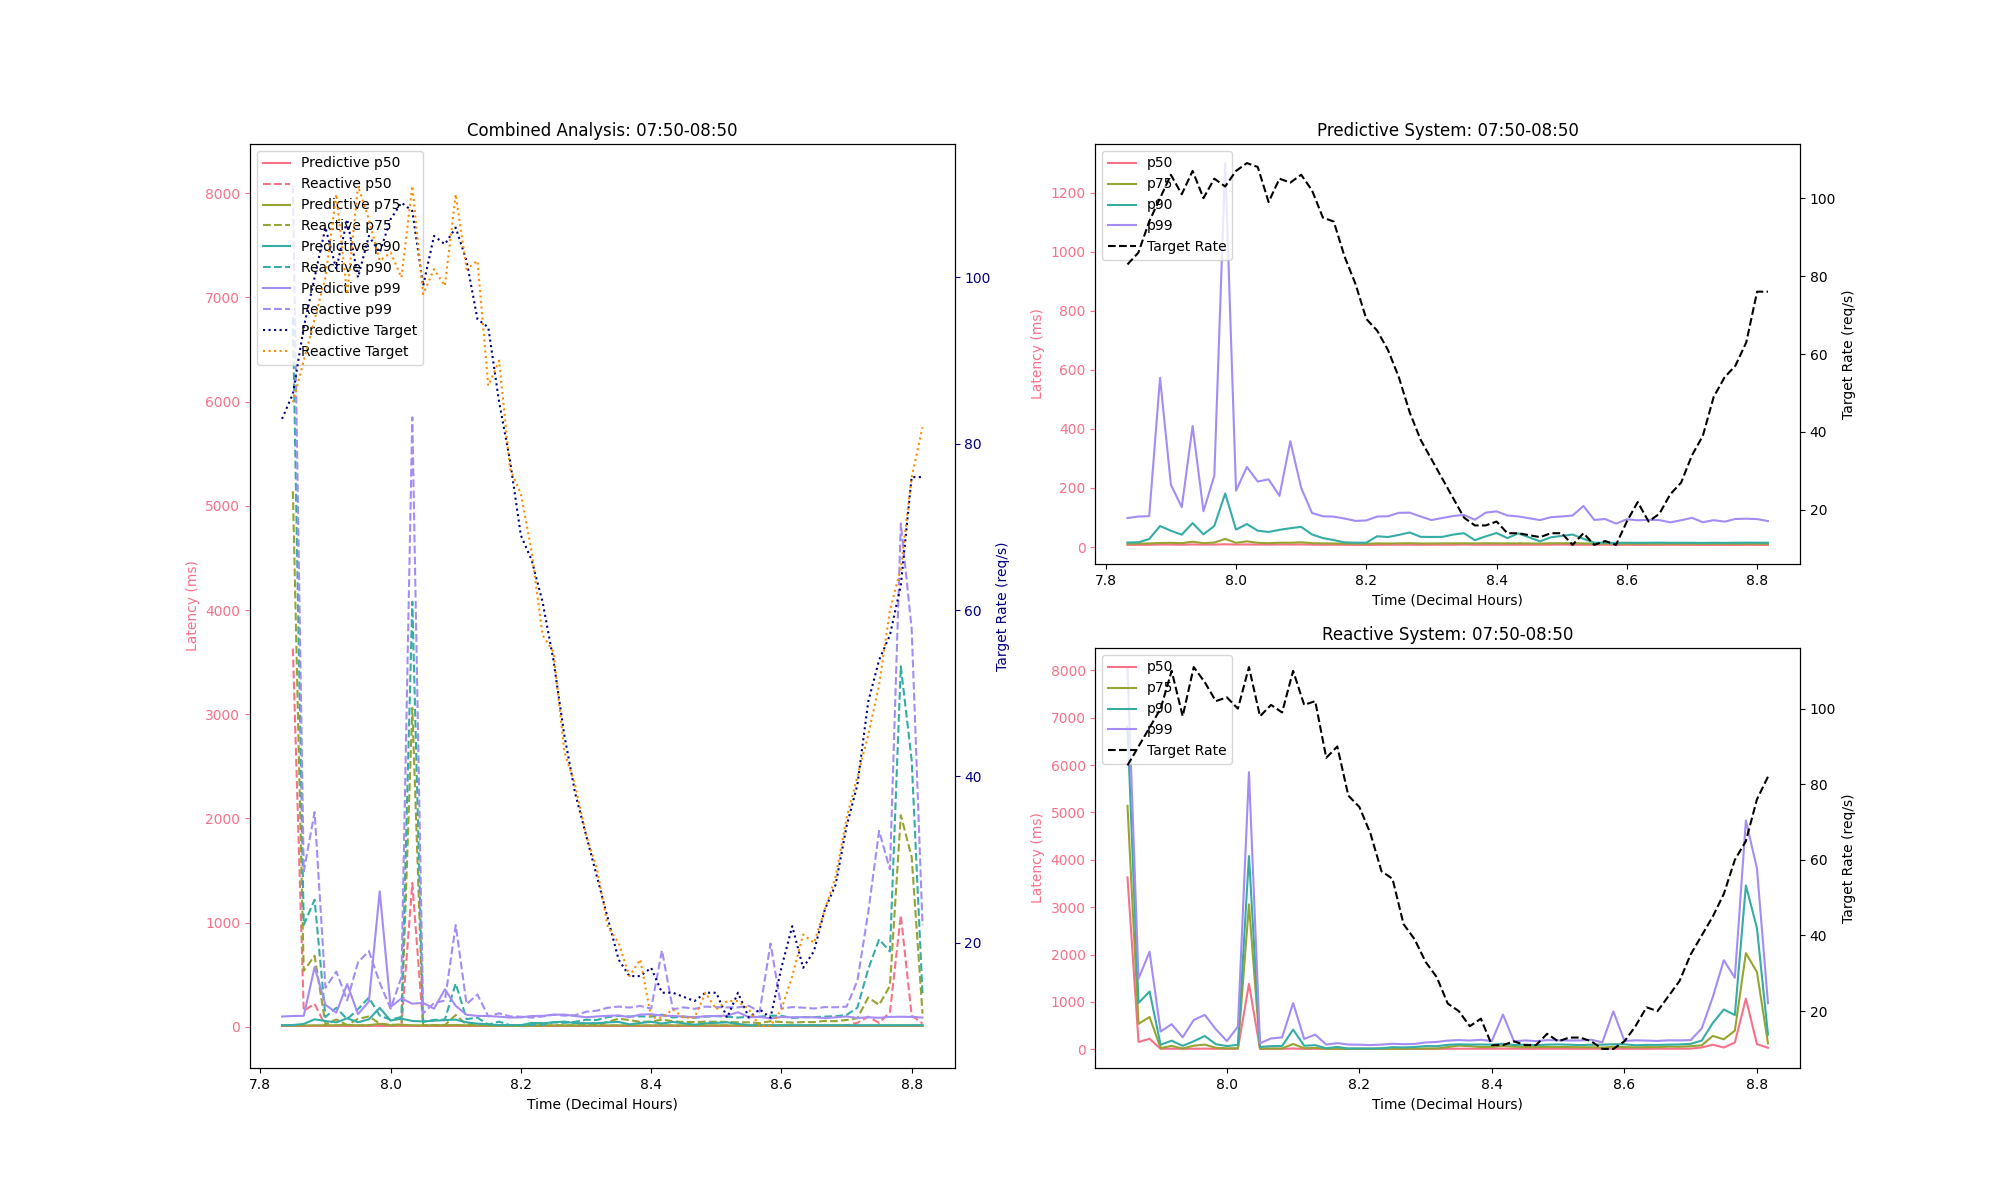 Combined Analysis: 07:50-08:50
Predictive p50
Reactive p50
Predictive p75
Reactive p75
Predictive p90
Reactive p90
Predictive p99
Reactive p99
Predictive Target
Reactive Target
8000
7000
6000
5000
4000
3000
2000
1000
0
Latency (ms)
100
80
60
40
20
Target Rate (req/s)
7.8 8.0 8.2 8.4 8.6 8.8
Time (Decimal Hours)
Predictive System: 07:50-08:50
p50
p75
p90
p99
Target Rate
1200
1000
800
600
400
200
0
Latency (ms)
100
80
60
40
20
Target Rate (req/s)
7.8 8.0 8.2 8.4 8.6 8.8
Time (Decimal Hours)
Reactive System: 07:50-08:50
p50
p75
p90
p99
Target Rate
8000
7000
6000
5000
4000
3000
2000
1000
0
Latency (ms)
100
80
60
40
20
Target Rate (req/s)
8.0 8.2 8.4 8.6 8.8
Time (Decimal Hours)